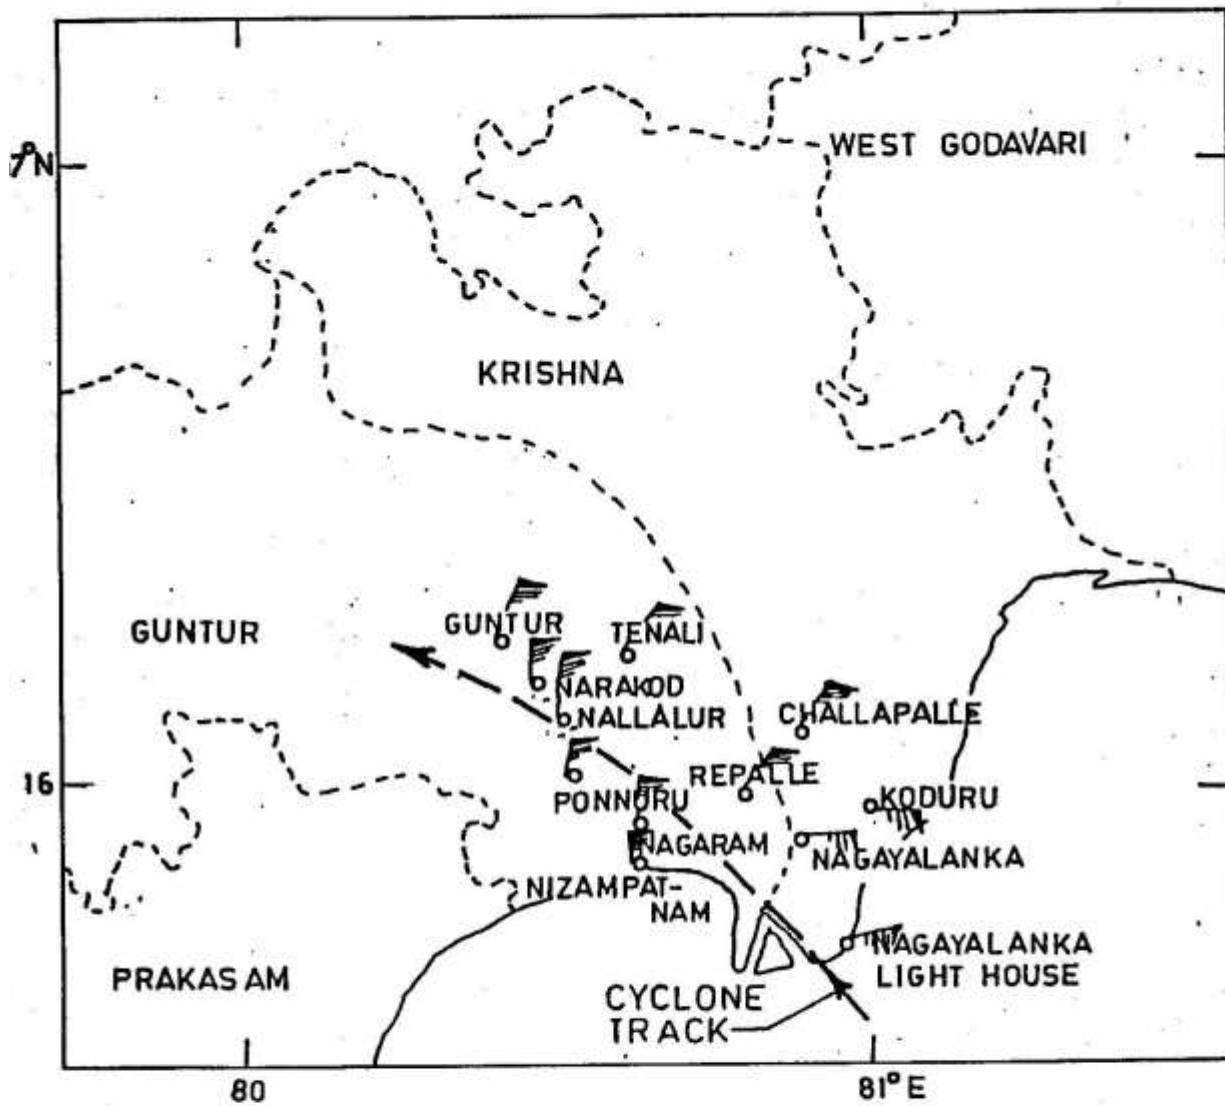 WEST GODAVARI
7°N
KRISHNA
GUNTUR
GUNTUR
TENALI
NARAKOD
NALLALUR
CHALLAPALLE
REPALLE
16
PONNURU
KODURU
NAGARAM
NAGAYALANKA
NIZAMPAT-
NAM
NAGAYALANKA
LIGHT HOUSE
PRAKASAM
CYCLONE
TRACK
80
81°E